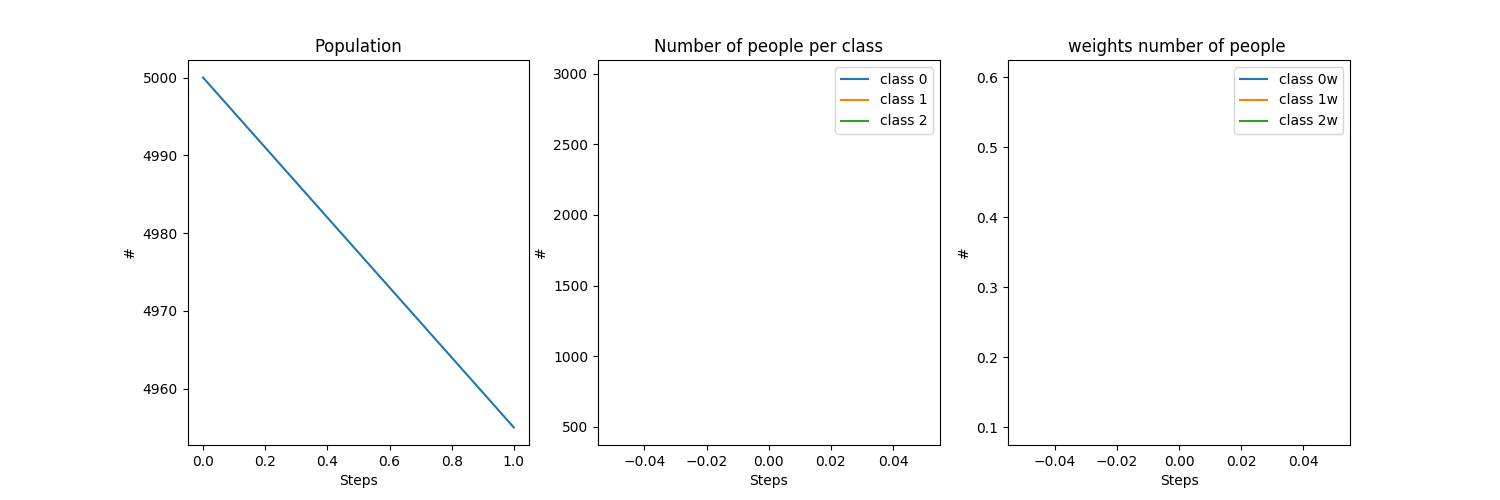 Population
5000
4990
4980
4970
4960
#
0.0 0.2 0.4 0.6 0.8 1.0
Steps
Number of people per class
3000
2500
2000
1500
1000
500
#
class 0
class 1
class 2
−0.04 −0.02 0.00 0.02 0.04
Steps
weights number of people
0.6
0.5
0.4
0.3
0.2
0.1
#
class 0w
class 1w
class 2w
−0.04 −0.02 0.00 0.02 0.04
Steps